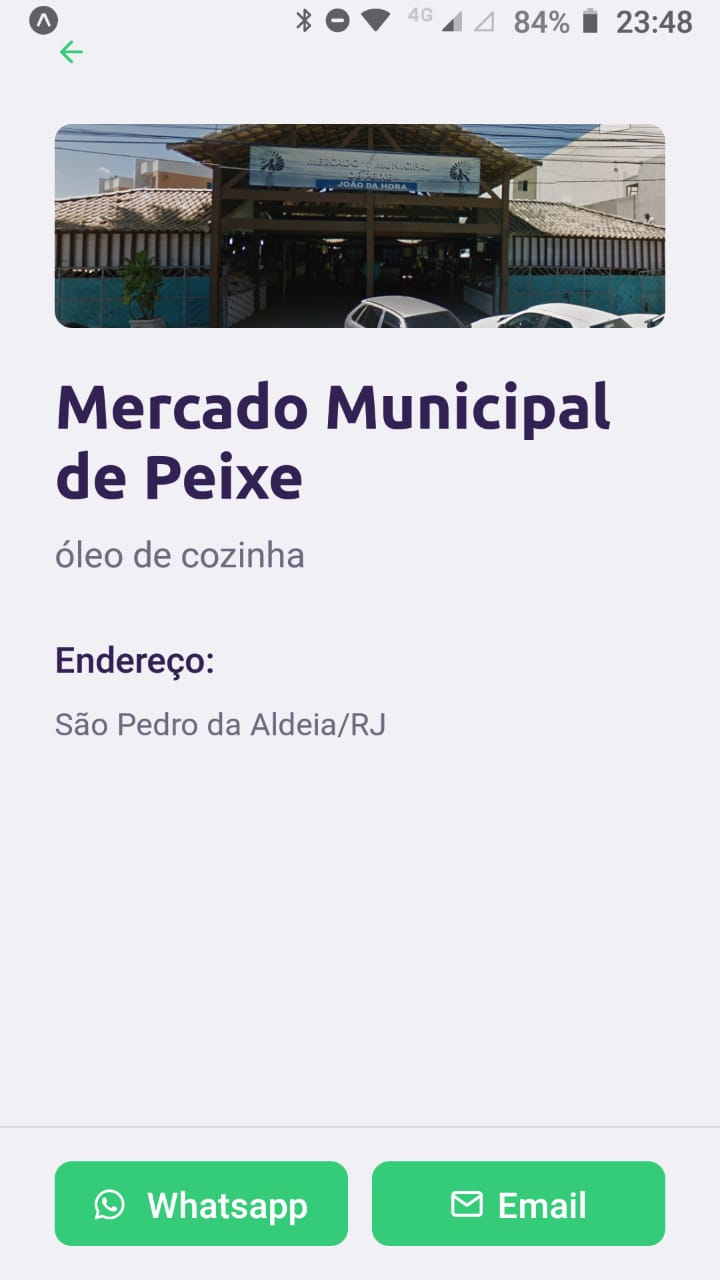 4G 84% 23:48
MERCADO MUNICIPAL
DE PEIXE
JOÃO DA HORA
Mercado Municipal
de Peixe
óleo de cozinha
Endereço:
São Pedro da Aldeia/RJ
Whatsapp Email